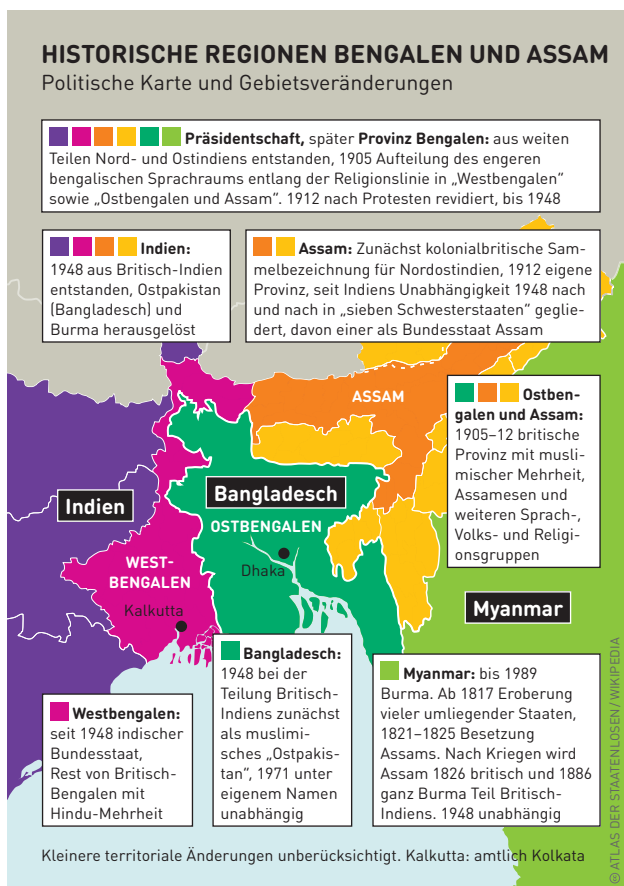 HISTORISCHE REGIONEN BENGALEN UND ASSAM
Politische Karte und Gebietsveränderungen
Präsidentschaft, später Provinz Bengalen: aus weiten
Teilen Nord- und Ostindiens entstanden, 1905 Aufteilung des engeren
bengalischen Sprachraums entlang der Religionslinie in „Westbengalen“
sowie „Ostbengalen und Assam“. 1912 nach Protesten revidiert, bis 1948
Indien:
1948 aus Britisch-Indien
entstanden, Ostpakistan
(Bangladesch) und
Burma herausgelöst
Assam: Zunächst kolonialbritische Sam-
melbezeichnung für Nordostindien, 1912 eigene
Provinz, seit Indiens Unabhängigkeit 1948 nach
und nach in „sieben Schwesterstaaten“ geglie-
dert, davon einer als Bundesstaat Assam
ASSAM
Ostben-
galen und Assam:
1905–12 britische
Provinz mit musli-
mischer Mehrheit,
Assamesen und
weiteren Sprach-,
Volks- und Religi-
onsgruppen
Indien
Bangladesch
OSTBENGALEN
Dhaka
WEST-
BENGALEN
Kalkutta
Myanmar
Westbengalen:
seit 1948 indischer
Bundesstaat,
Rest von Britisch-
Bengalen mit
Hindu-Mehrheit
Bangladesch:
1948 bei der
Teilung Britisch-
Indiens zunächst
als muslimi-
sches „Ostpakis-
tan“, 1971 unter
eigenem Namen
unabhängig
Myanmar: bis 1989
Burma. Ab 1817 Eroberung
vieler umliegender Staaten,
1821–1825 Besetzung
Assams. Nach Kriegen wird
Assam 1826 britisch und 1886
ganz Burma Teil Britisch-
Indiens. 1948 unabhängig
Kleinere territoriale Änderungen unberücksichtigt. Kalkutta: amtlich Kolkata
ATLAS DER STAATENLOSEN / WIKIPEDIA